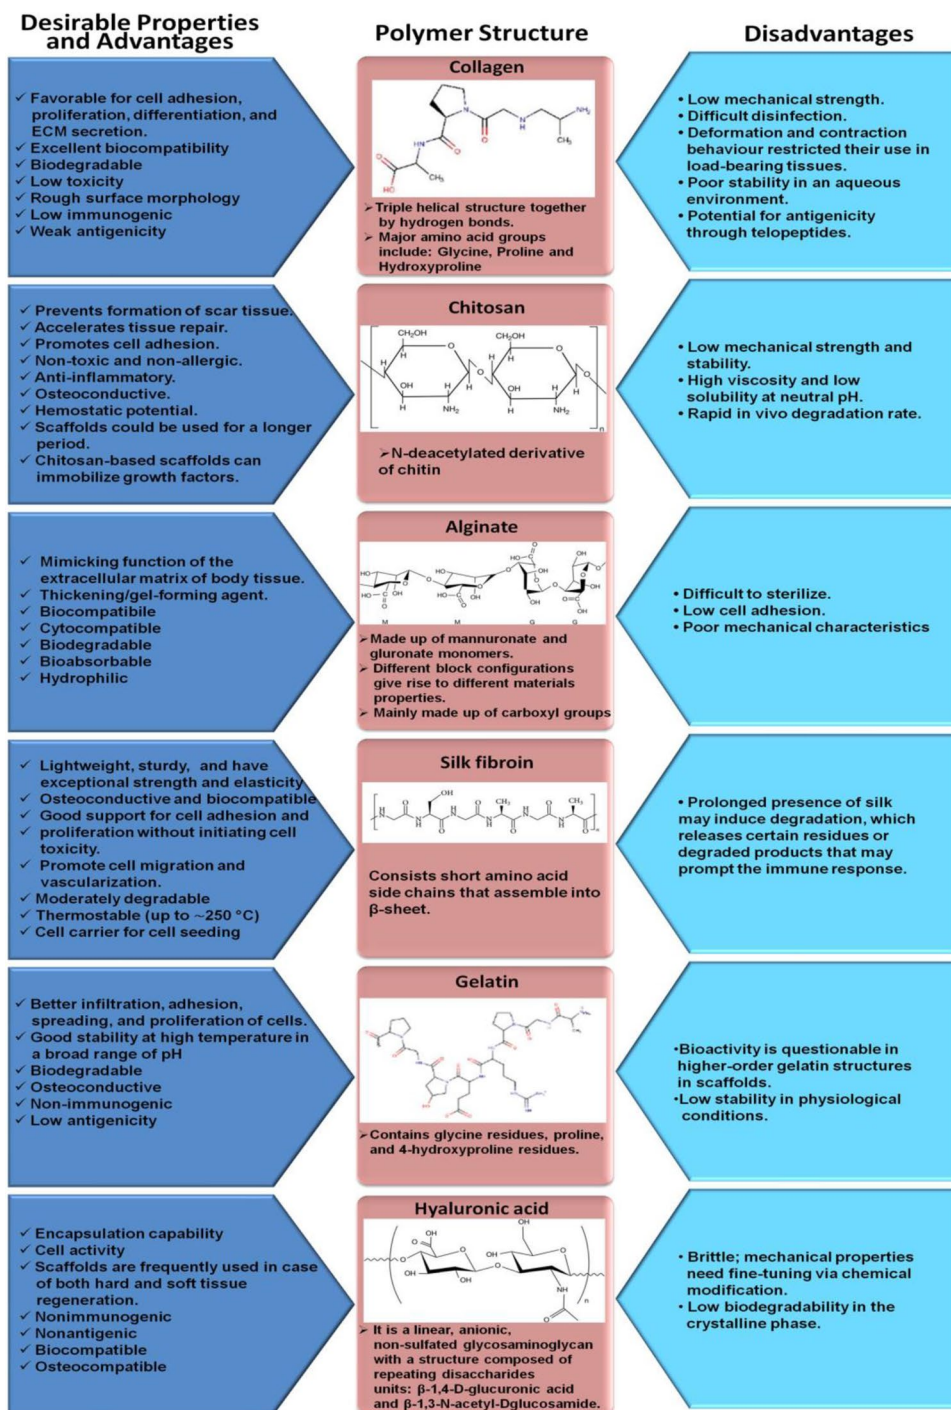 Desirable Properties
and Advantages
Polymer Structure
Disadvantages
✓ Favorable for cell adhesion,
proliferation, differentiation, and
ECM secretion.
✓ Excellent biocompatibility
✓ Biodegradable
✓ Low toxicity
✓ Rough surface morphology
✓ Low immunogenic
✓ Weak antigenicity
Collagen
➢ Triple helical structure together
by hydrogen bonds.
➢ Major amino acid groups
include: Glycine, Proline and
Hydroxyproline
• Low mechanical strength.
• Difficult disinfection.
• Deformation and contraction
behaviour restricted their use in
load-bearing tissues.
• Poor stability in an aqueous
environment.
• Potential for antigenicity
through telopeptides.
✓ Prevents formation of scar tissue.
✓ Accelerates tissue repair.
✓ Promotes cell adhesion.
✓ Non-toxic and non-allergic.
✓ Anti-inflammatory.
✓ Osteoconductive.
✓ Hemostatic potential.
✓ Scaffolds could be used for a longer
period.
✓ Chitosan-based scaffolds can
immobilize growth factors.
Chitosan
➢N-deacetylated derivative
of chitin
• Low mechanical strength and
stability.
• High viscosity and low
solubility at neutral pH.
• Rapid in vivo degradation rate.
✓ Mimicking function of the
extracellular matrix of body tissue.
✓ Thickening/gel-forming agent.
✓ Biocompatibile
✓ Cytocompatible
✓ Biodegradable
✓ Bioabsorbable
✓ Hydrophilic
Alginate
M M G G
➢ Made up of mannuronate and
gluronate monomers.
➢ Different block configurations
give rise to different materials
properties.
➢ Mainly made up of carboxyl groups
• Difficult to sterilize.
• Low cell adhesion.
• Poor mechanical characteristics
✓ Lightweight, sturdy, and have
exceptional strength and elasticity
✓ Osteoconductive and biocompatible
✓ Good support for cell adhesion and
✓ proliferation without initiating cell
toxicity.
✓ Promote cell migration and
vascularization.
✓ Moderately degradable
✓ Thermostable (up to ~250 °C)
✓ Cell carrier for cell seeding
Silk fibroin
Consists short amino acid
side chains that assemble into
β-sheet.
• Prolonged presence of silk
may induce degradation, which
releases certain residues or
degraded products that may
prompt the immune response.
✓ Better infiltration, adhesion,
spreading, and proliferation of cells.
✓ Good stability at high temperature in
a broad range of pH
✓ Biodegradable
✓ Osteoconductive
✓ Non-immunogenic
✓ Low antigenicity
Gelatin
➢Contains glycine residues, proline,
and 4-hydroxyproline residues.
•Bioactivity is questionable in
higher-order gelatin structures
in scaffolds.
•Low stability in physiological
conditions.
✓ Encapsulation capability
✓ Cell activity
✓ Scaffolds are frequently used in case
of both hard and soft tissue
regeneration.
✓ Nonimmunogenic
✓ Nonantigenic
✓ Biocompatible
✓ Osteocompatible
Hyaluronic acid
➢ It is a linear, anionic,
non-sulfated glycosaminoglycan
with a structure composed of
repeating disaccharides
units: β-1,4-D-glucuronic acid
and β-1,3-N-acetyl-Dglucosamide.
• Brittle; mechanical properties
need fine-tuning via chemical
modification.
• Low biodegradability in the
crystalline phase.